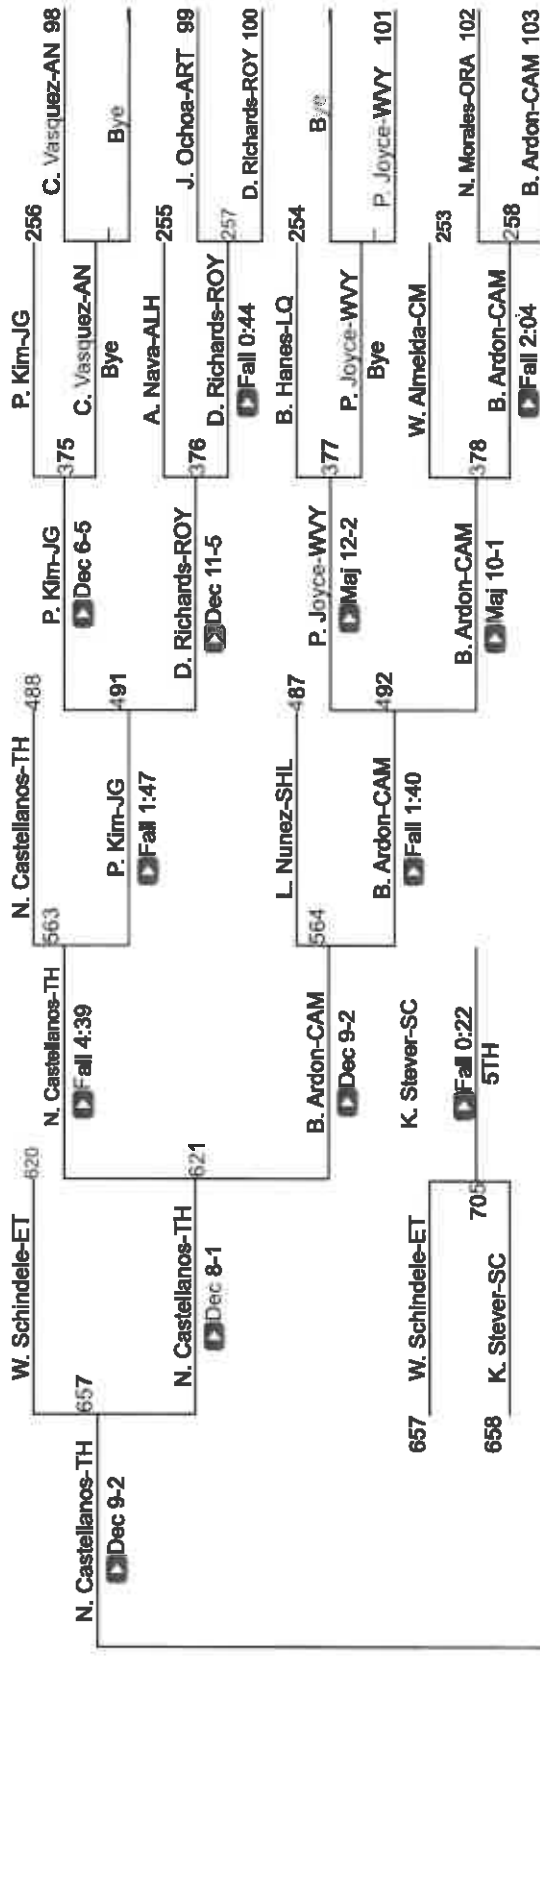 N. Castellanos-TH
Dec 9-2
W. Schindele-ET 620
657
N. Castellanos-TH 621
Dec 8-1
657 W. Schindele-ET
705
658 K. Stever-SC
N. Castellanos-TH
Fall 4:39
B. Ardon-CAM
Dec 9-2
K. Stever-SC
Fall 0:22
5TH
N. Castellanos-TH 488
563
P. Kim-JG 491
Fall 1:47
L. Nunez-SHL 487
564
B. Ardon-CAM 492
Fall 1:40
P. Kim-JG 375
Dec 6-5
D. Richards-ROY 376
Dec 11-5
P. Joyce-WVY 377
Maj 12-2
B. Ardon-CAM 378
Maj 10-1
P. Kim-JG 256
C. Vasquez-AN
Bye
A. Nava-ALH 255
D. Richards-ROY 257
Fall 0:44
B. Hanes-LQ 254
P. Joyce-WVY
Bye
W. Almeida-CM 253
B. Ardon-CAM 258
Fall 2:04
C. Vasquez-AN 98
Bye
J. Ochoa-ART 99
D. Richards-ROY 100
Bye
P. Joyce-WVY 101
N. Morales-ORA 102
B. Ardon-CAM 103